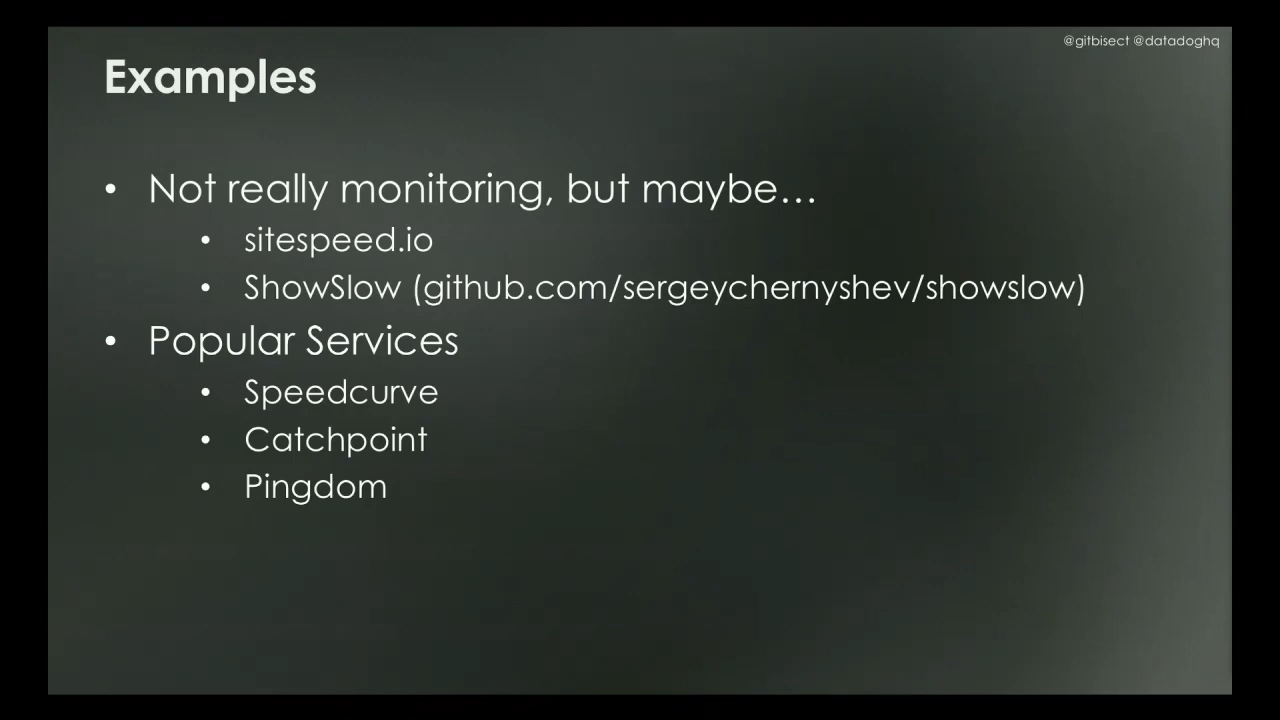 @gitbisect @datadoghq
Examples
• Not really monitoring, but maybe…
• sitespeed.io
• ShowSlow (github.com/sergeychernyshev/showslow)
• Popular Services
• Speedcurve
• Catchpoint
• Pingdom